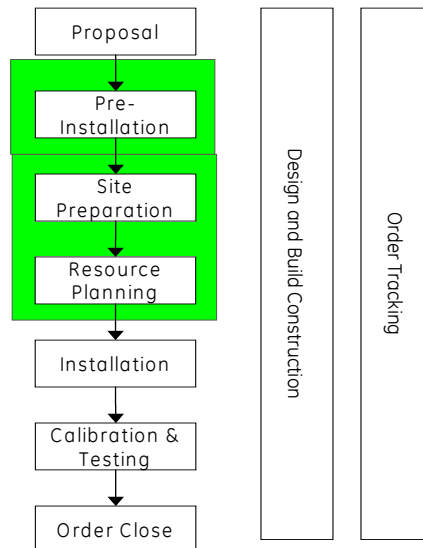 Proposal
Pre-
Installation
Site
Preparation
Resource
Planning
Installation
Calibration &
Testing
Order Close
Design and Build Construction
Order Tracking